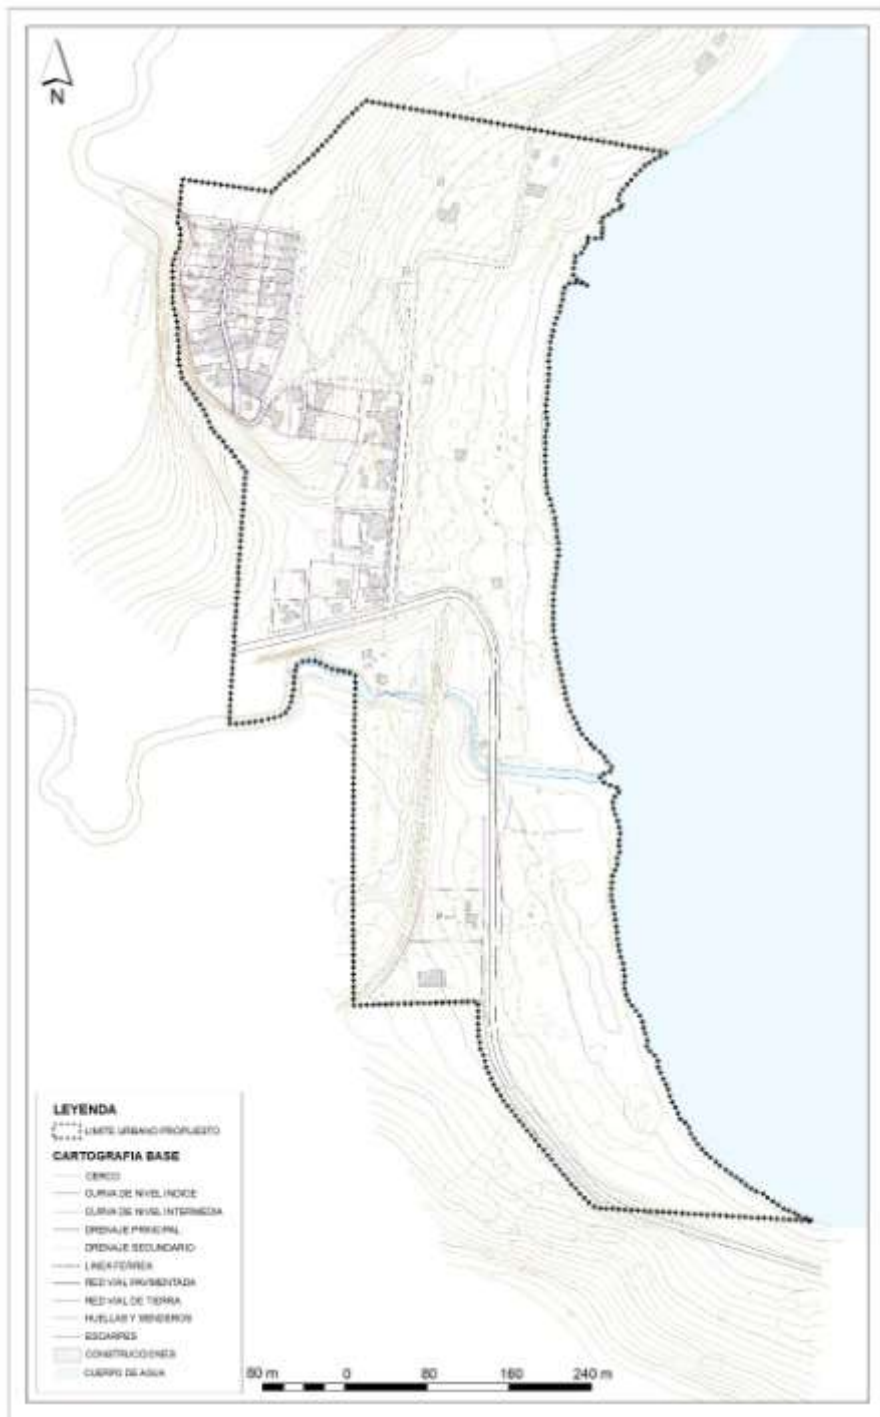 N
LEYENDA
LIMITE URBANO PROPUESTO
CARTOGRAFIA BASE
CERCO
CURVA DE NIVEL INDICE
CURVA DE NIVEL INTERMEDIA
DRENAJE PRINCIPAL
DRENAJE SECUNDARIO
LINEA FERREA
RED VIAL PAVIMENTADA
RED VIAL DE TIERRA
HUELLAS Y SENDEROS
ESCARPES
CONSTRUCCIONES
CUERPO DE AGUA
80 m 0 80 160 240 m